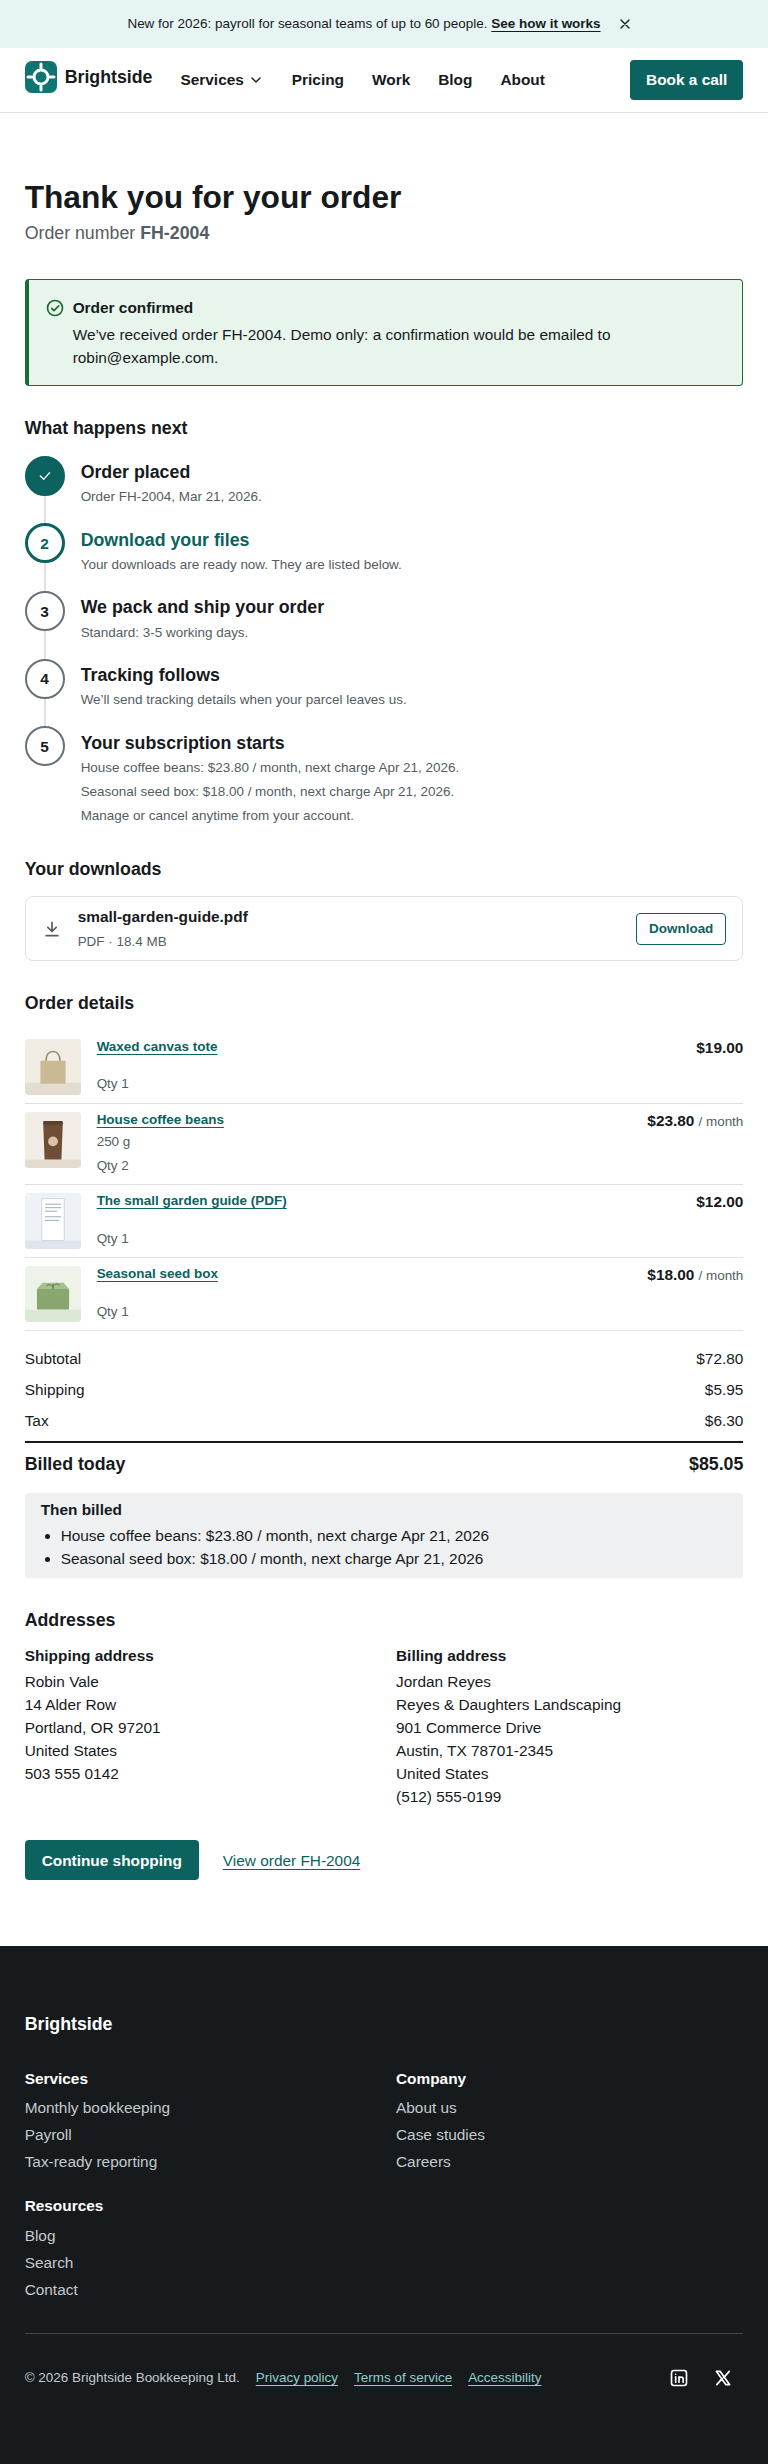 New for 2026: payroll for seasonal teams of up to 60 people. See how it works
Brightside
Services
Pricing
Work
Blog
About
Book a call
Thank you for your order
Order number FH-2004
Order confirmed
We’ve received order FH-2004. Demo only: a confirmation would be emailed to
robin@example.com.
What happens next
Order placed
Order FH-2004, Mar 21, 2026.
2
Download your files
Your downloads are ready now. They are listed below.
3
We pack and ship your order
Standard: 3-5 working days.
4
Tracking follows
We’ll send tracking details when your parcel leaves us.
5
Your subscription starts
House coffee beans: $23.80 / month, next charge Apr 21, 2026.
Seasonal seed box: $18.00 / month, next charge Apr 21, 2026.
Manage or cancel anytime from your account.
Your downloads
small-garden-guide.pdf
PDF · 18.4 MB
Download
Order details
Waxed canvas tote
$19.00
Qty 1
House coffee beans
$23.80 / month
250 g
Qty 2
The small garden guide (PDF)
$12.00
Qty 1
Seasonal seed box
$18.00 / month
Qty 1
Subtotal
$72.80
Shipping
$5.95
Tax
$6.30
Billed today
$85.05
Then billed
House coffee beans: $23.80 / month, next charge Apr 21, 2026
Seasonal seed box: $18.00 / month, next charge Apr 21, 2026
Addresses
Shipping address
Robin Vale
14 Alder Row
Portland, OR 97201
United States
503 555 0142
Billing address
Jordan Reyes
Reyes & Daughters Landscaping
901 Commerce Drive
Austin, TX 78701-2345
United States
(512) 555-0199
Continue shopping
View order FH-2004
Brightside
Services
Monthly bookkeeping
Payroll
Tax-ready reporting
Company
About us
Case studies
Careers
Resources
Blog
Search
Contact
© 2026 Brightside Bookkeeping Ltd.
Privacy policy
Terms of service
Accessibility